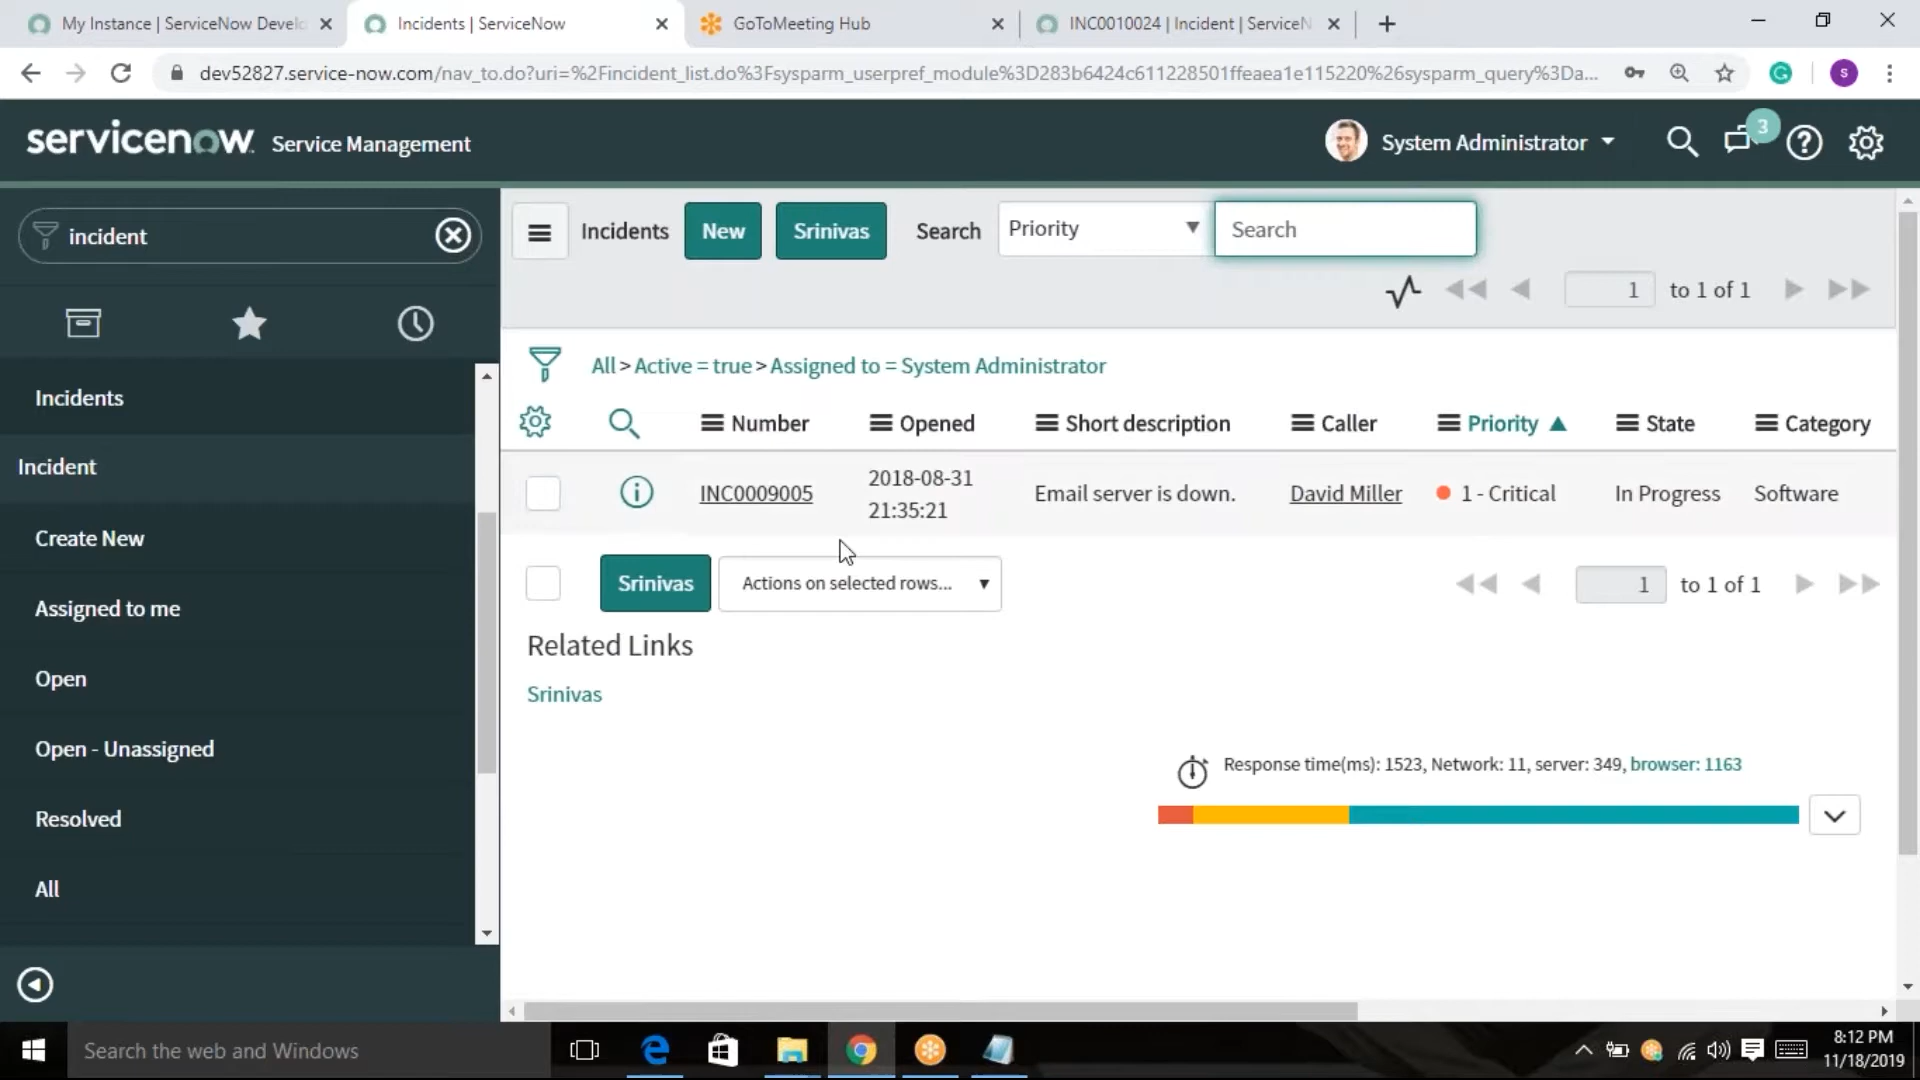 My Instance | ServiceNow Develo
Incidents | ServiceNow
GoToMeeting Hub
INC0010024 | Incident | ServiceN
dev52827.service-now.com/nav_to.do?uri=%2Fincident_list.do%3Fsysparm_userpref_module%3D283b6424c611228501ffeaea1e115220%26sysparm_query%3Da...
s
servicenow Service Management
System Administrator
3
incident
Incidents
New
Srinivas
Search
Priority
Search
1 to 1 of 1
Incidents
Incident
Create New
Assigned to me
Open
Open - Unassigned
Resolved
All
All > Active = true > Assigned to = System Administrator
Number
Opened
Short description
Caller
Priority
State
Category
INC0009005
2018-08-31
21:35:21
Email server is down.
David Miller
1 - Critical
In Progress
Software
Srinivas
Actions on selected rows...
1 to 1 of 1
Related Links
Srinivas
Response time(ms): 1523, Network: 11, server: 349, browser: 1163
Search the web and Windows
8:12 PM
11/18/2019